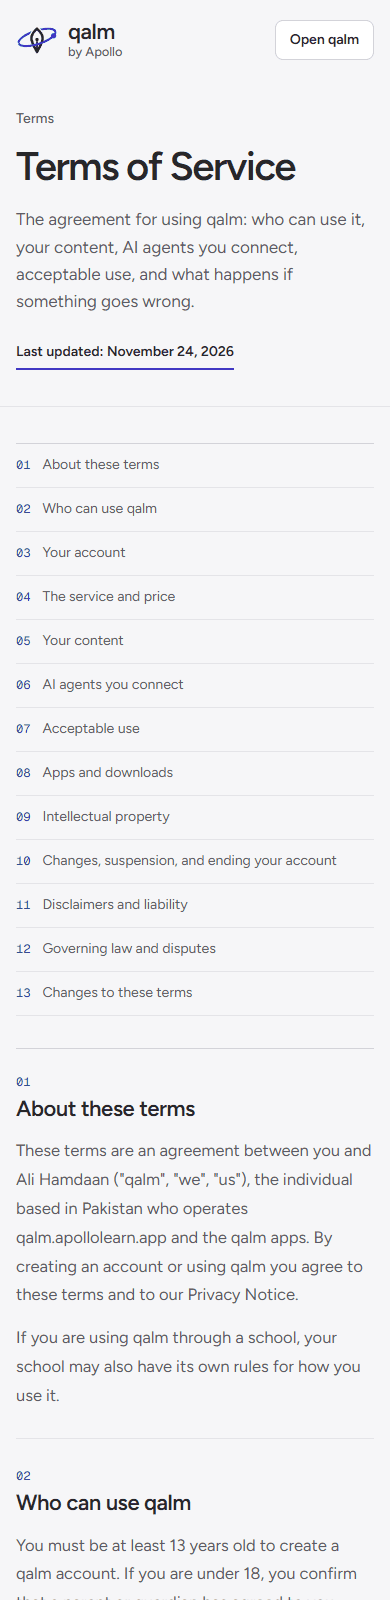 qalm
by Apollo
Open qalm
Terms
Terms of Service
The agreement for using qalm: who can use it,
your content, AI agents you connect,
acceptable use, and what happens if
something goes wrong.
Last updated: November 24, 2026
01 About these terms
02 Who can use qalm
03 Your account
04 The service and price
05 Your content
06 AI agents you connect
07 Acceptable use
08 Apps and downloads
09 Intellectual property
10 Changes, suspension, and ending your account
11 Disclaimers and liability
12 Governing law and disputes
13 Changes to these terms
01
About these terms
These terms are an agreement between you and
Ali Hamdaan ("qalm", "we", "us"), the individual
based in Pakistan who operates
qalm.apollolearn.app and the qalm apps. By
creating an account or using qalm you agree to
these terms and to our Privacy Notice.
If you are using qalm through a school, your
school may also have its own rules for how you
use it.
02
Who can use qalm
You must be at least 13 years old to create a
qalm account. If you are under 18, you confirm